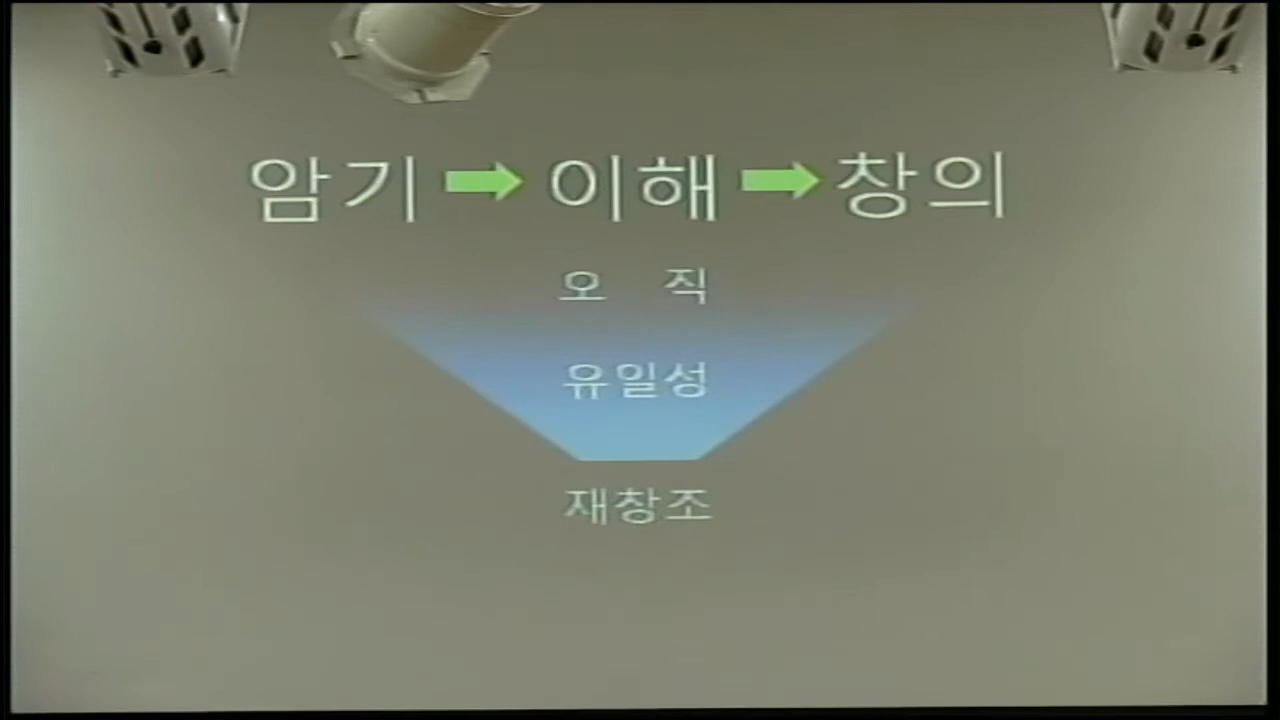 암기 ➡ 이해 ➡ 창의
오 직
유일성
재창조